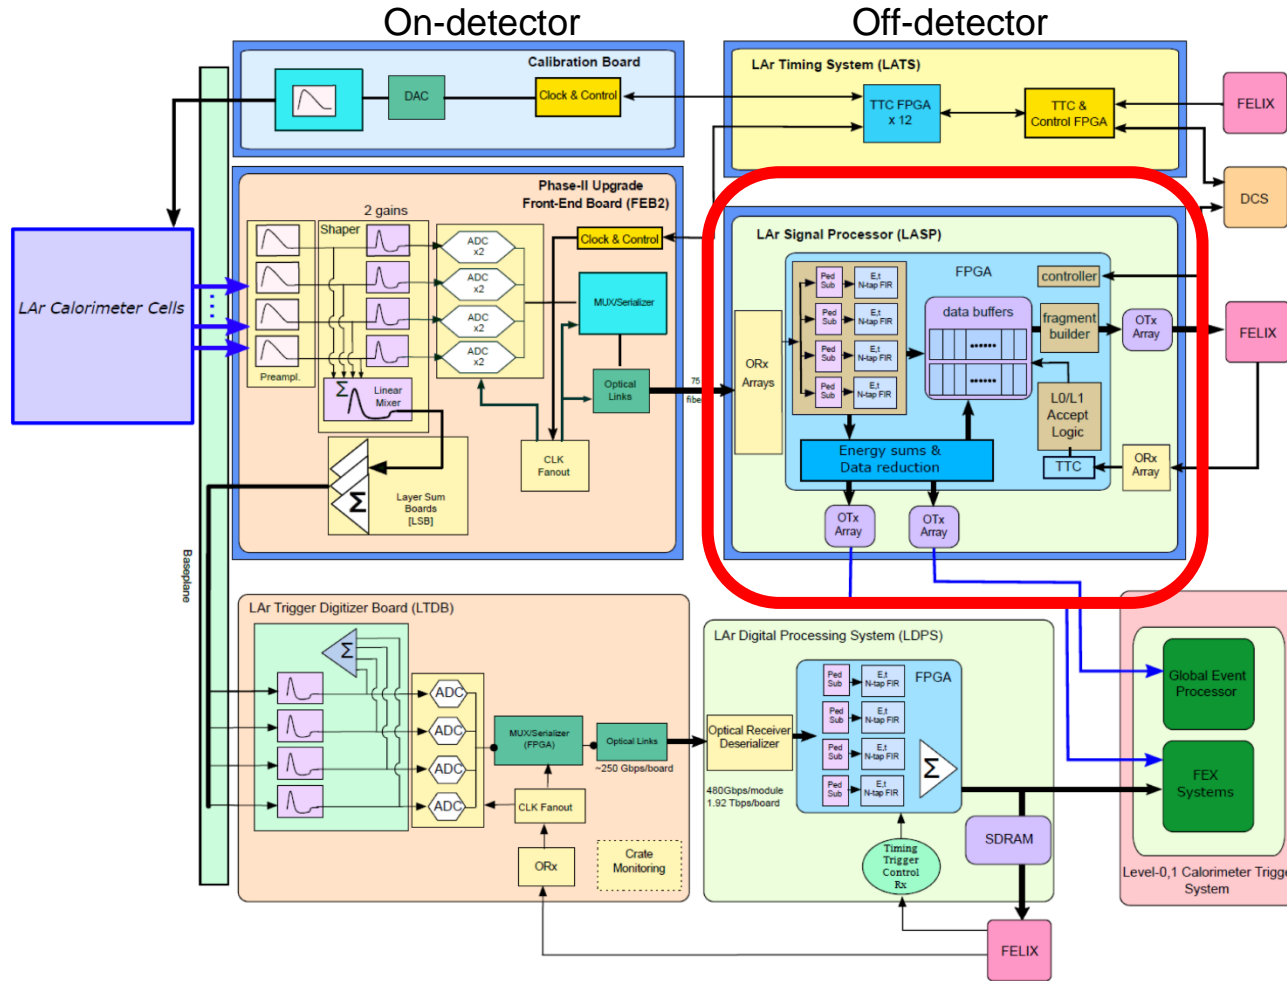 On-detector
Off-detector
Calibration Board
DAC
Clock & Control
LAr Timing System (LATS)
TTC FPGA
x 12
TTC &
Control FPGA
FELIX
DCS
Phase-II Upgrade
Front-End Board (FEB2)
2 gains
Shaper
ADC
x2
ADC
x2
ADC
x2
ADC
x2
Clock & Control
MUX/Serializer
Preampl.
Σ
Linear
Mixer
Optical
Links
75
CLK
Fanout
Σ
Layer Sum
Boards
[LSB]
LAr Calorimeter Cells
Baseplane
LAr Signal Processor (LASP)
FPGA
Ped
Sub
E,t
N-tap FIR
Ped
Sub
E,t
N-tap FIR
Ped
Sub
E,t
N-tap FIR
Ped
Sub
E,t
N-tap FIR
ORx
Arrays
data buffers
controller
fragment
builder
OTx
Array
FELIX
L0/L1
Accept
Logic
TTC
ORx
Array
Energy sums &
Data reduction
OTx
Array
OTx
Array
LAr Trigger Digitizer Board (LTDB)
Σ
ADC
ADC
ADC
ADC
MUX/Serializer
(FPGA)
Optical Links
~250 Gbps/board
CLK Fanout
ORx
Crate
Monitoring
LAr Digital Processing System (LDPS)
FPGA
Ped
Sub
E,t
N-tap FIR
Ped
Sub
E,t
N-tap FIR
Ped
Sub
E,t
N-tap FIR
Ped
Sub
E,t
N-tap FIR
Optical Receiver
Deserializer
480Gbps/module
1.92 Tbps/board
Σ
Timing
Trigger
Control
Rx
SDRAM
FELIX
Global Event
Processor
FEX
Systems
Level-0,1 Calorimeter
System